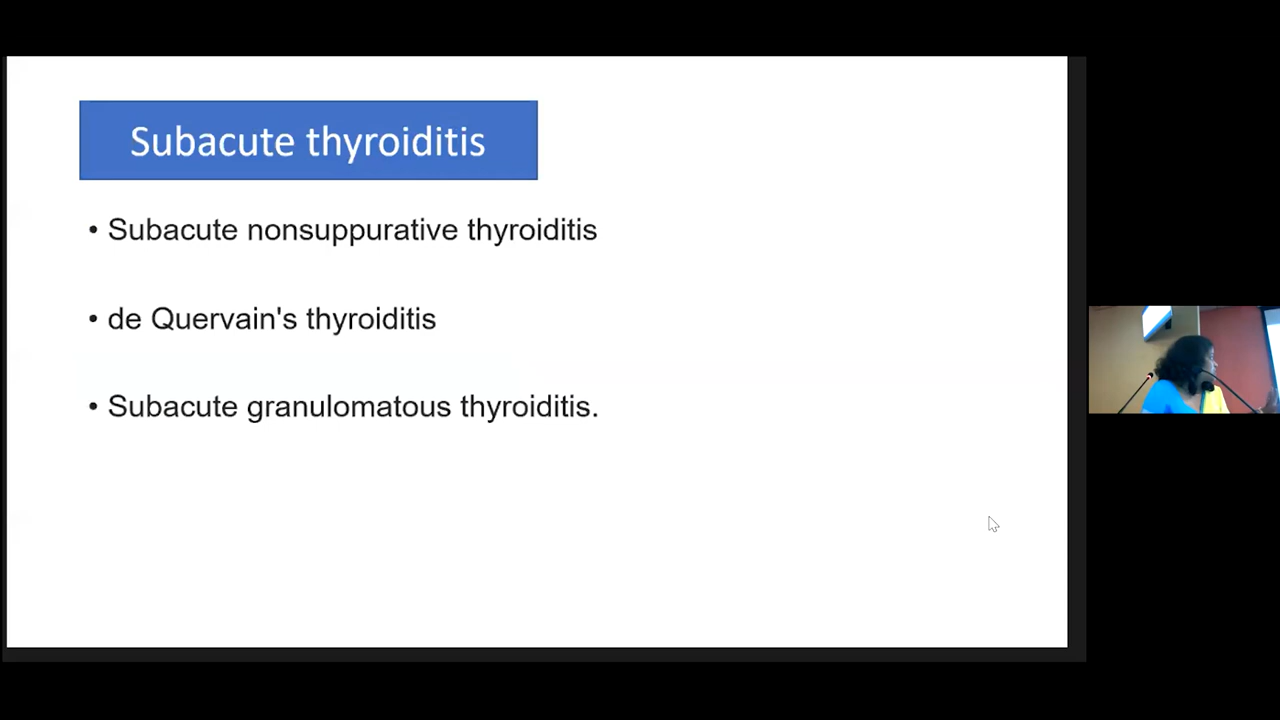 Subacute thyroiditis
• Subacute nonsuppurative thyroiditis
• de Quervain's thyroiditis
• Subacute granulomatous thyroiditis.